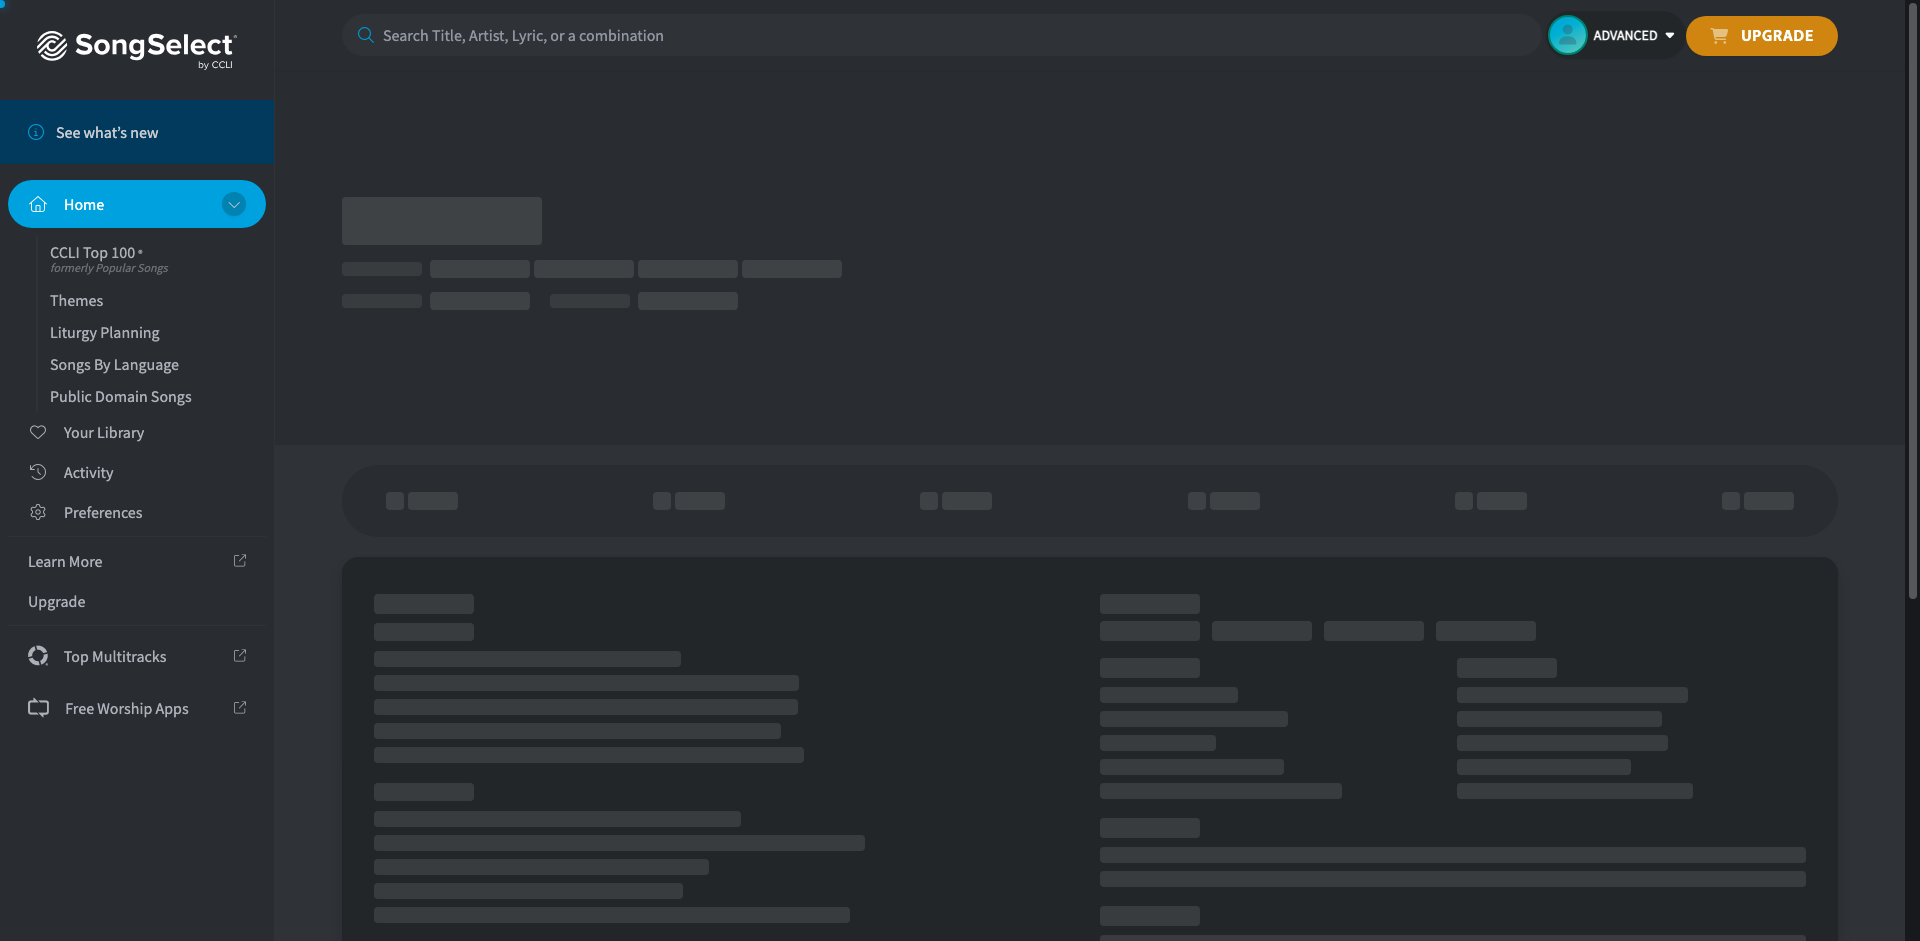 SongSelect
by CCLI
Search Title, Artist, Lyric, or a combination
ADVANCED
UPGRADE
See what's new
Home
CCLI Top 100
formerly Popular Songs
Themes
Liturgy Planning
Songs By Language
Public Domain Songs
Your Library
Activity
Preferences
Learn More
Upgrade
Top Multitracks
Free Worship Apps